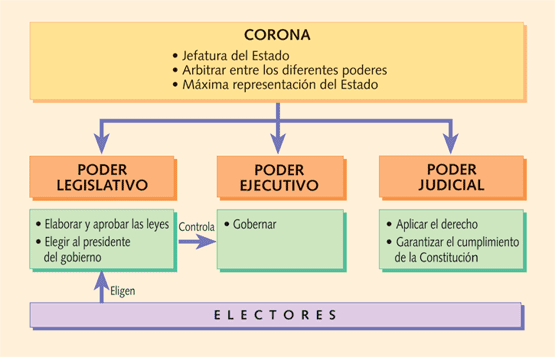 CORONA
• Jefatura del Estado
• Arbitrar entre los diferentes poderes
• Máxima representación del Estado
PODER
LEGISLATIVO
PODER
EJECUTIVO
PODER
JUDICIAL
• Elaborar y aprobar las leyes
• Elegir al presidente
del gobierno
Controla
• Gobernar
• Aplicar el derecho
• Garantizar el cumplimiento
de la Constitución
Eligen
ELECTORES